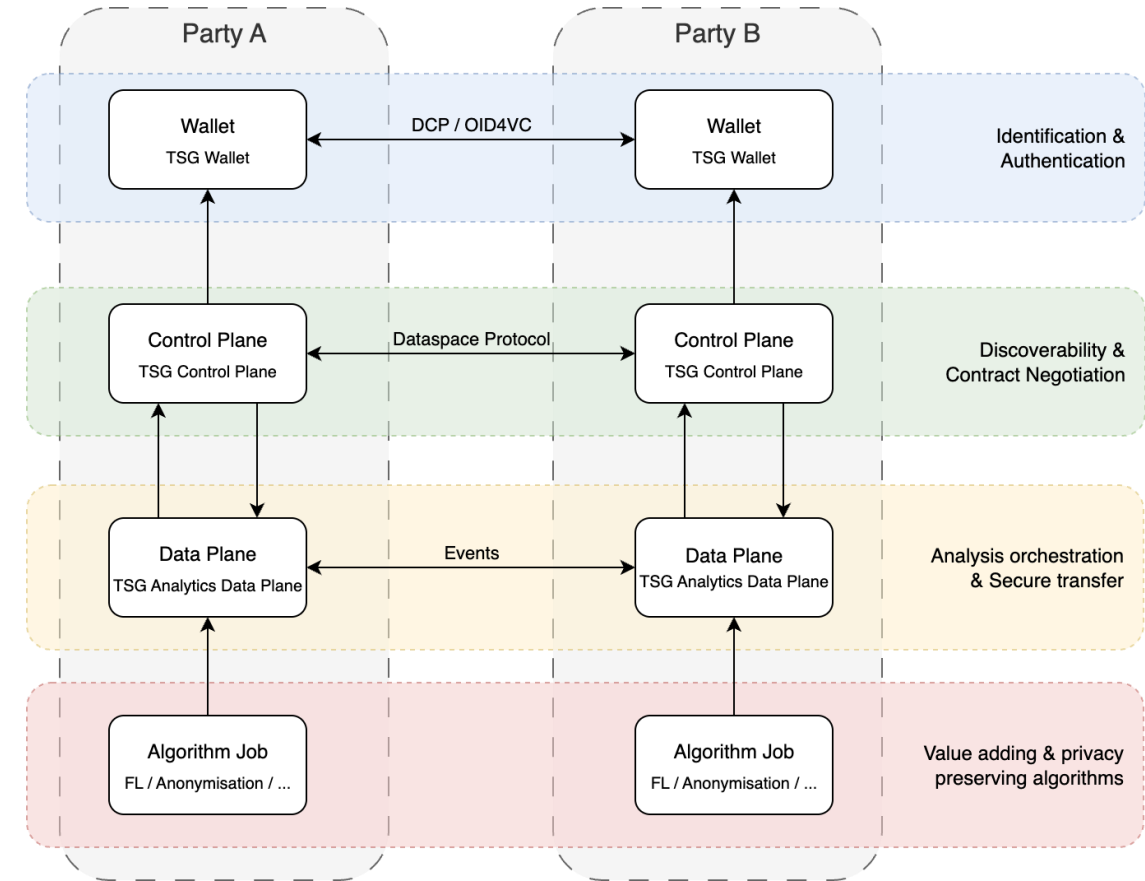 Party A
Party B
Wallet
TSG Wallet
DCP / OID4VC
Wallet
TSG Wallet
Identification &
Authentication
Control Plane
TSG Control Plane
Dataspace Protocol
Control Plane
TSG Control Plane
Discoverability &
Contract Negotiation
Data Plane
TSG Analytics Data Plane
Events
Data Plane
TSG Analytics Data Plane
Analysis orchestration
& Secure transfer
Algorithm Job
FL / Anonymisation / ...
Algorithm Job
FL / Anonymisation / ...
Value adding & privacy
preserving algorithms